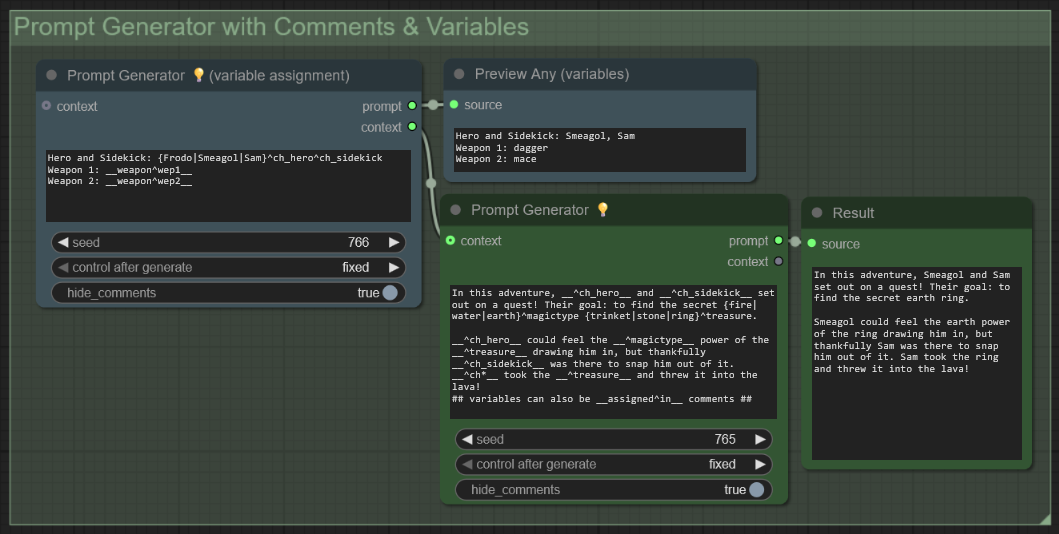 Prompt Generator with Comments & Variables
Prompt Generator 💡 (variable assignment)
context
prompt
context
Hero and Sidekick: {Frodo|Smeagol|Sam}^ch_hero^ch_sidekick
Weapon 1: __weapon^wep1__
Weapon 2: __weapon^wep2__
seed 766
control after generate fixed
hide_comments true
Preview Any (variables)
source
Hero and Sidekick: Smeagol, Sam
Weapon 1: dagger
Weapon 2: mace
Prompt Generator 💡
context
prompt
context
In this adventure, __^ch_hero__ and __^ch_sidekick__ set
out on a quest! Their goal: to find the secret {fire|
water|earth}^magictype {trinket|stone|ring}^treasure.
__^ch_hero__ could feel the __^magictype__ power of the
__^treasure__ drawing him in, but thankfully
__^ch_sidekick__ was there to snap him out of it.
__^ch*__ took the __^treasure__ and threw it into the
lava!
## variables can also be __assigned^in__ comments ##
seed 765
control after generate fixed
hide_comments true
Result
source
In this adventure, Smeagol and Sam
set out on a quest! Their goal: to
find the secret earth ring.
Smeagol could feel the earth power
of the ring drawing him in, but
thankfully Sam was there to snap
him out of it. Sam took the ring
and threw it into the lava!